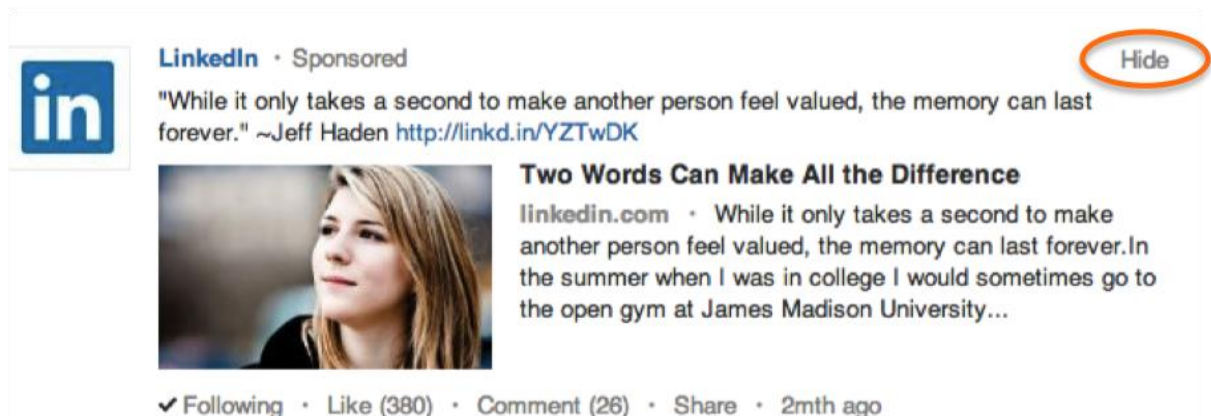 in
LinkedIn · Sponsored
Hide
"While it only takes a second to make another person feel valued, the memory can last
forever." ~Jeff Haden http://linkd.in/YZTwDK
Two Words Can Make All the Difference
linkedin.com · While it only takes a second to make
another person feel valued, the memory can last forever.In
the summer when I was in college I would sometimes go to
the open gym at James Madison University...
✓ Following · Like (380) · Comment (26) · Share · 2mth ago